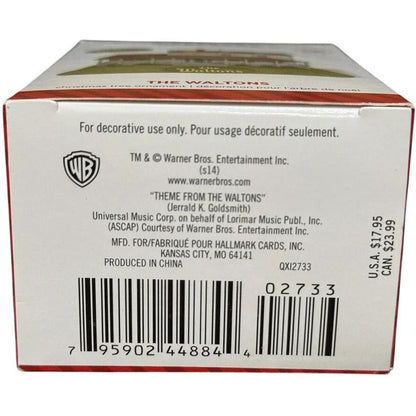 The
Waltons
THE WALTONS
christmas tree ornament | décoration pour l'arbre de noël
For decorative use only. Pour usage décoratif seulement.
WB
TM & © Warner Bros. Entertainment Inc.
(s14)
www.warnerbros.com
"THEME FROM THE WALTONS"
(Jerrald K. Goldsmith)
Universal Music Corp. on behalf of Lorimar Music Publ., Inc.
(ASCAP) Courtesy of Warner Bros. Entertainment Inc.
MFD. FOR/FABRIQUÉ POUR HALLMARK CARDS, INC.
KANSAS CITY, MO 64141
PRODUCED IN CHINA QXI2733
U.S.A. $17.95
CAN. $23.99
02733
7 95902 44884 4